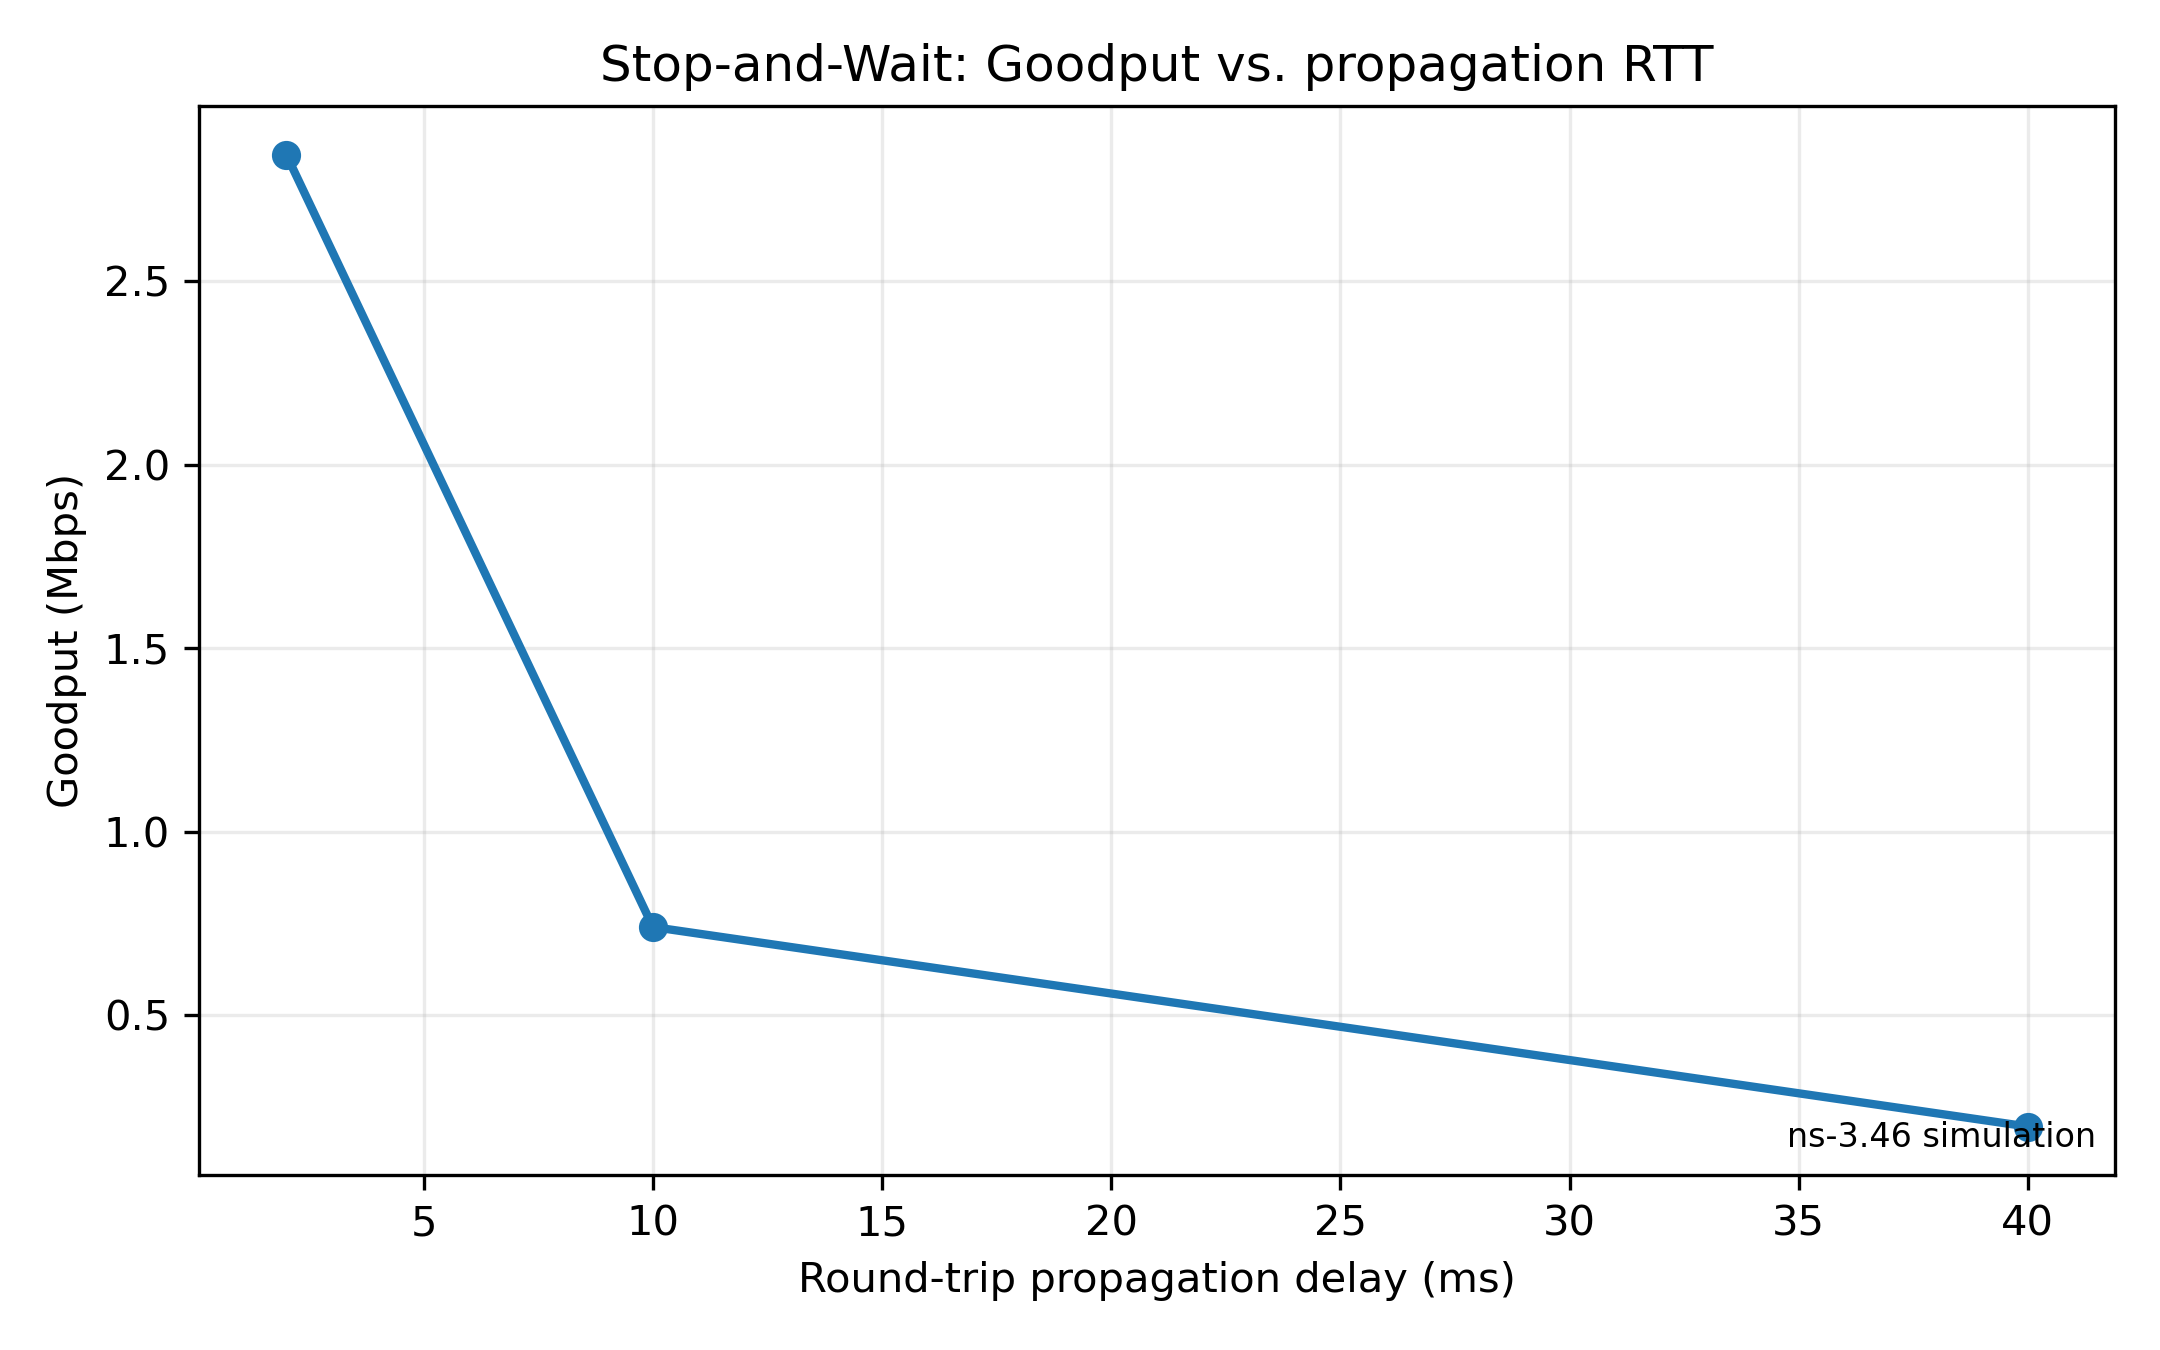 Stop-and-Wait: Goodput vs. propagation RTT
Goodput (Mbps)
2.5
2.0
1.5
1.0
0.5
ns-3.46 simulation
5 10 15 20 25 30 35 40
Round-trip propagation delay (ms)